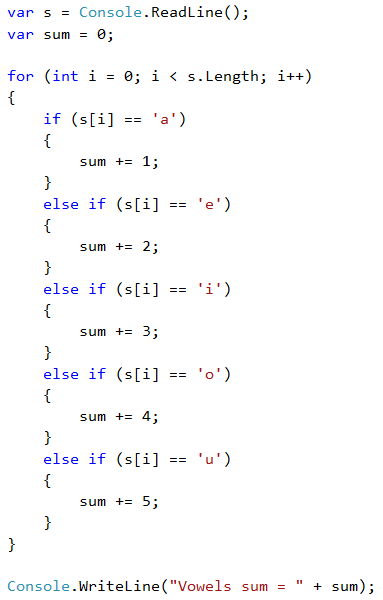 var s = Console.ReadLine();
var sum = 0;

for (int i = 0; i < s.Length; i++)
{
    if (s[i] == 'a')
    {
        sum += 1;
    }
    else if (s[i] == 'e')
    {
        sum += 2;
    }
    else if (s[i] == 'i')
    {
        sum += 3;
    }
    else if (s[i] == 'o')
    {
        sum += 4;
    }
    else if (s[i] == 'u')
    {
        sum += 5;
    }
}

Console.WriteLine("Vowels sum = " + sum);